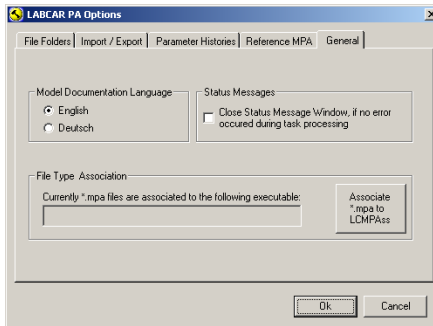 LABCAR PA Options
File Folders Import / Export Parameter Histories Reference MPA General
Model Documentation Language
English
Deutsch
Status Messages
Close Status Message Window, if no error
occured during task processing
File Type Association
Currently *.mpa files are associated to the following executable:
Associate
*.mpa to
LCMPAss
Ok Cancel